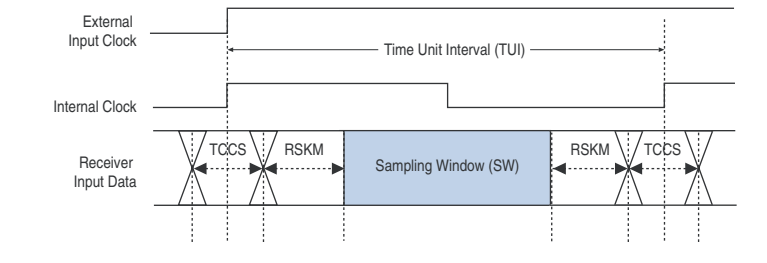 External
Input Clock
Time Unit Interval (TUI)
Internal Clock
Receiver
Input Data
TCCS
RSKM
Sampling Window (SW)
RSKM
TCCS